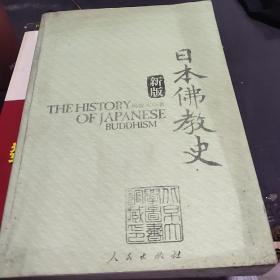 日本佛教史
新版
THE HISTORY
OF JAPANESE
BUDDHISM
人民出版社